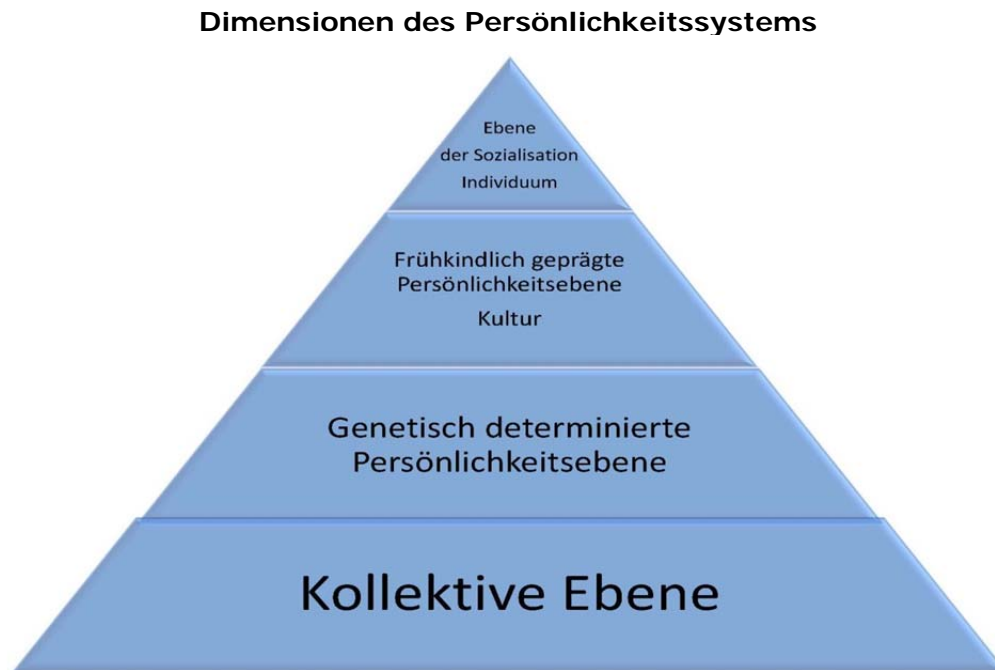 Dimensionen des Persönlichkeitssystems
Ebene
der Sozialisation
Individuum
Frühkindlich geprägte
Persönlichkeitsebene
Kultur
Genetisch determinierte
Persönlichkeitsebene
Kollektive Ebene